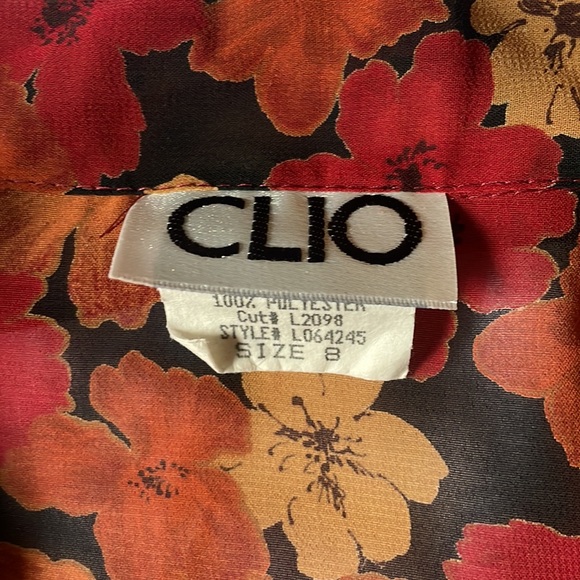 CLIO
100% POLYESTER
Cut# L2098
STYLE# L064245
SIZE 8